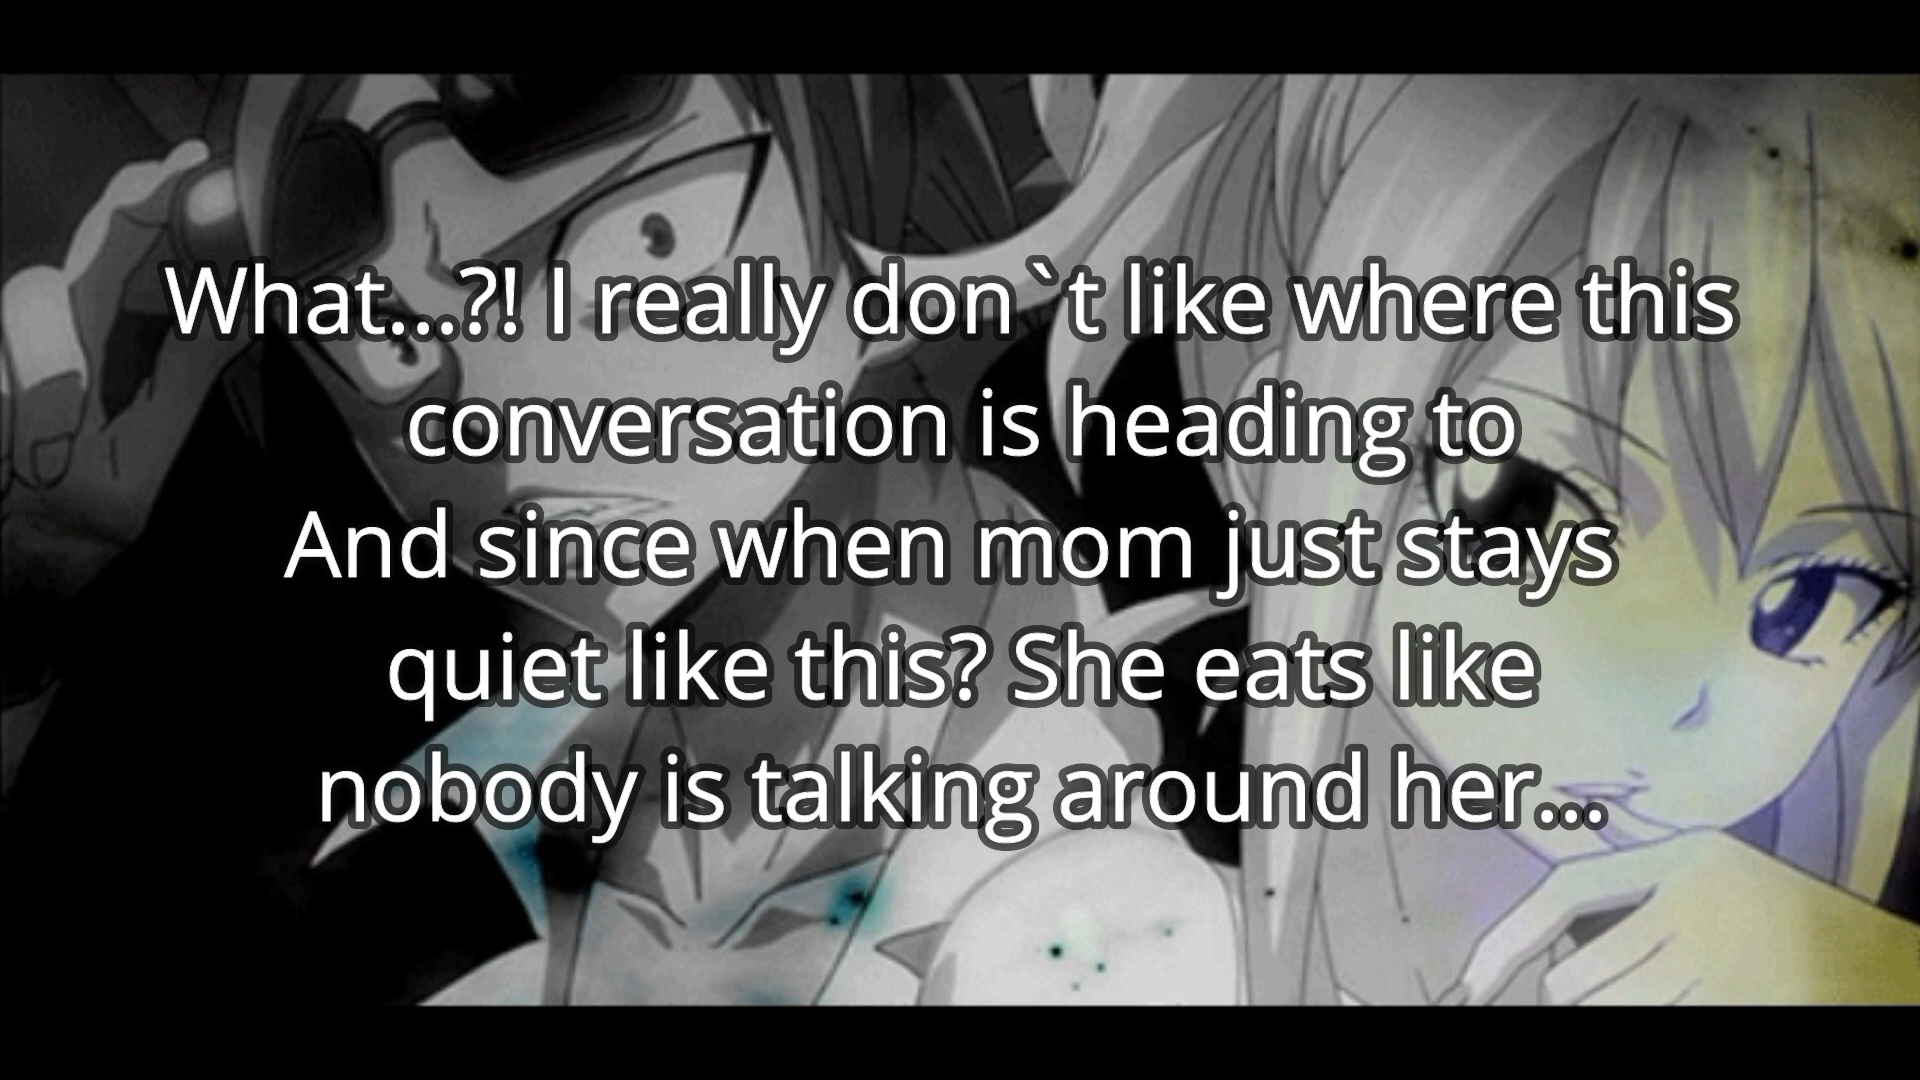 What...?! I really don`t like where this
conversation is heading to
And since when mom just stays
quiet like this? She eats like
nobody is talking around her...